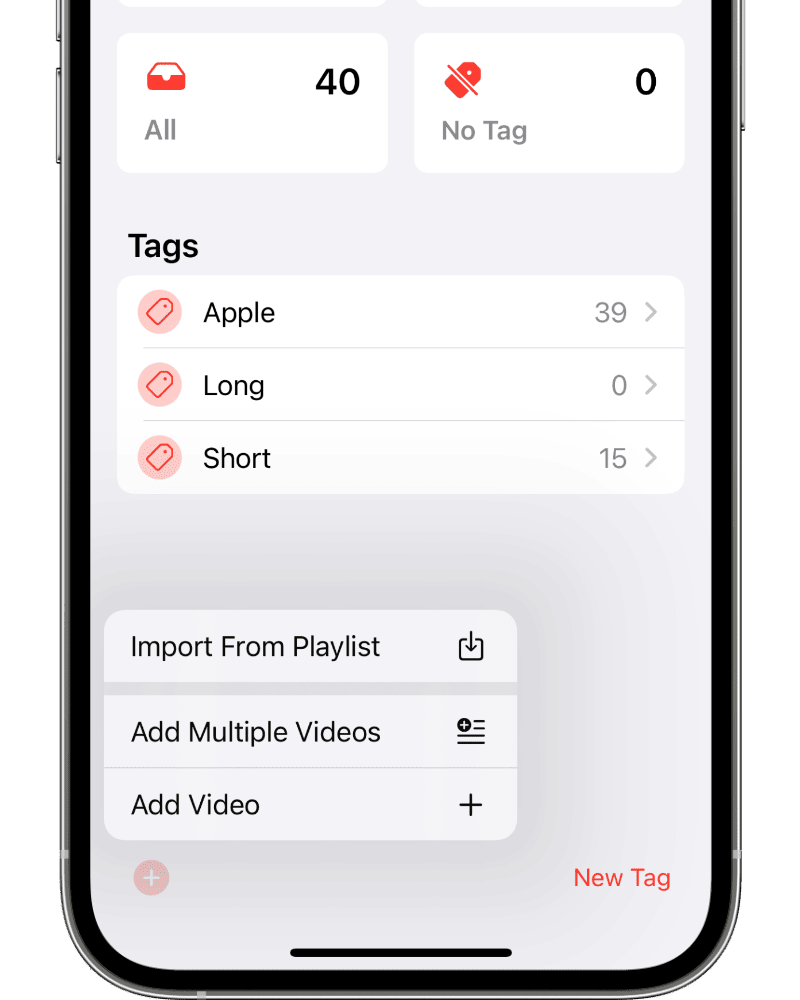 40
0
All
No Tag
Tags
Apple 39
Long 0
Short 15
Import From Playlist
Add Multiple Videos
Add Video
New Tag